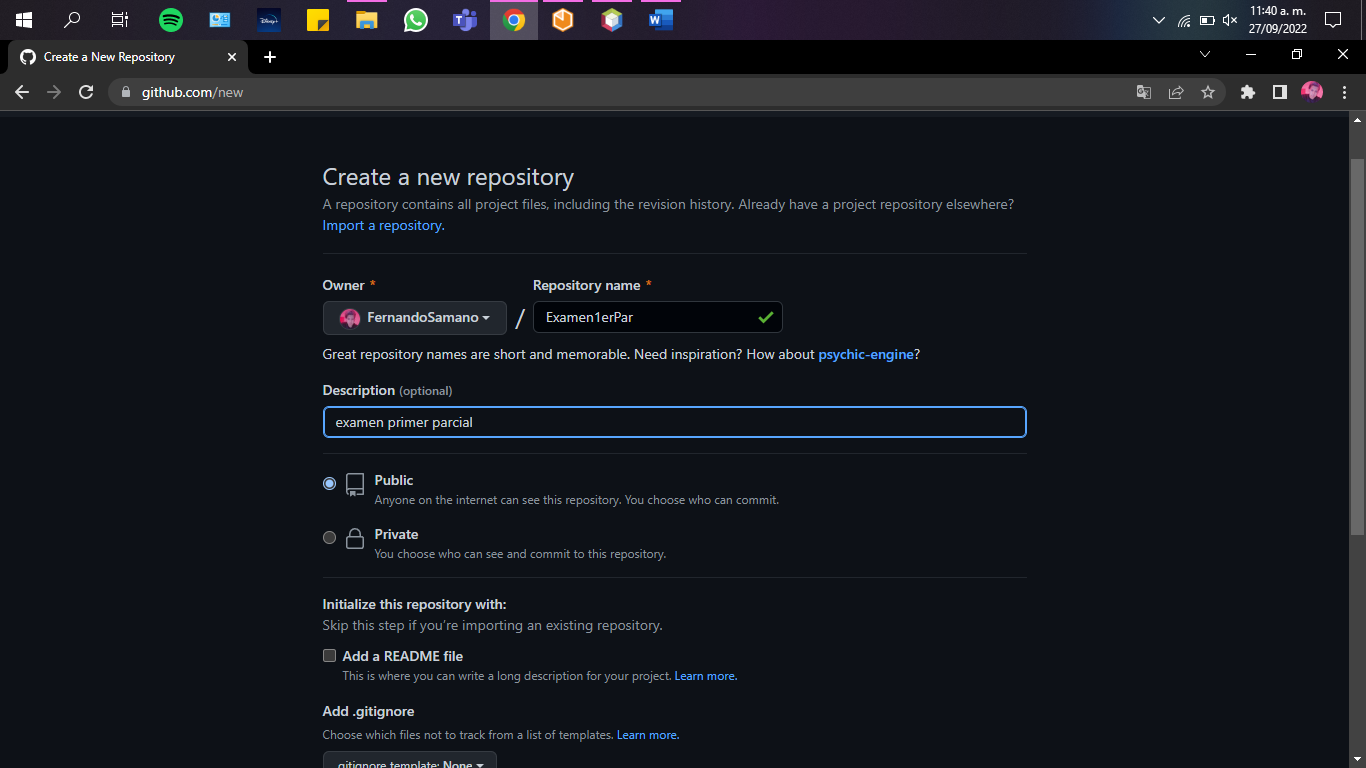 11:40 a. m.
27/09/2022
Create a New Repository
github.com/new
Create a new repository
A repository contains all project files, including the revision history. Already have a project repository elsewhere?
Import a repository.
Owner * Repository name *
FernandoSamano / Examen1erPar
Great repository names are short and memorable. Need inspiration? How about psychic-engine?
Description (optional)
examen primer parcial
Public
Anyone on the internet can see this repository. You choose who can commit.
Private
You choose who can see and commit to this repository.
Initialize this repository with:
Skip this step if you're importing an existing repository.
Add a README file
This is where you can write a long description for your project. Learn more.
Add .gitignore
Choose which files not to track from a list of templates. Learn more.
.gitignore template: None